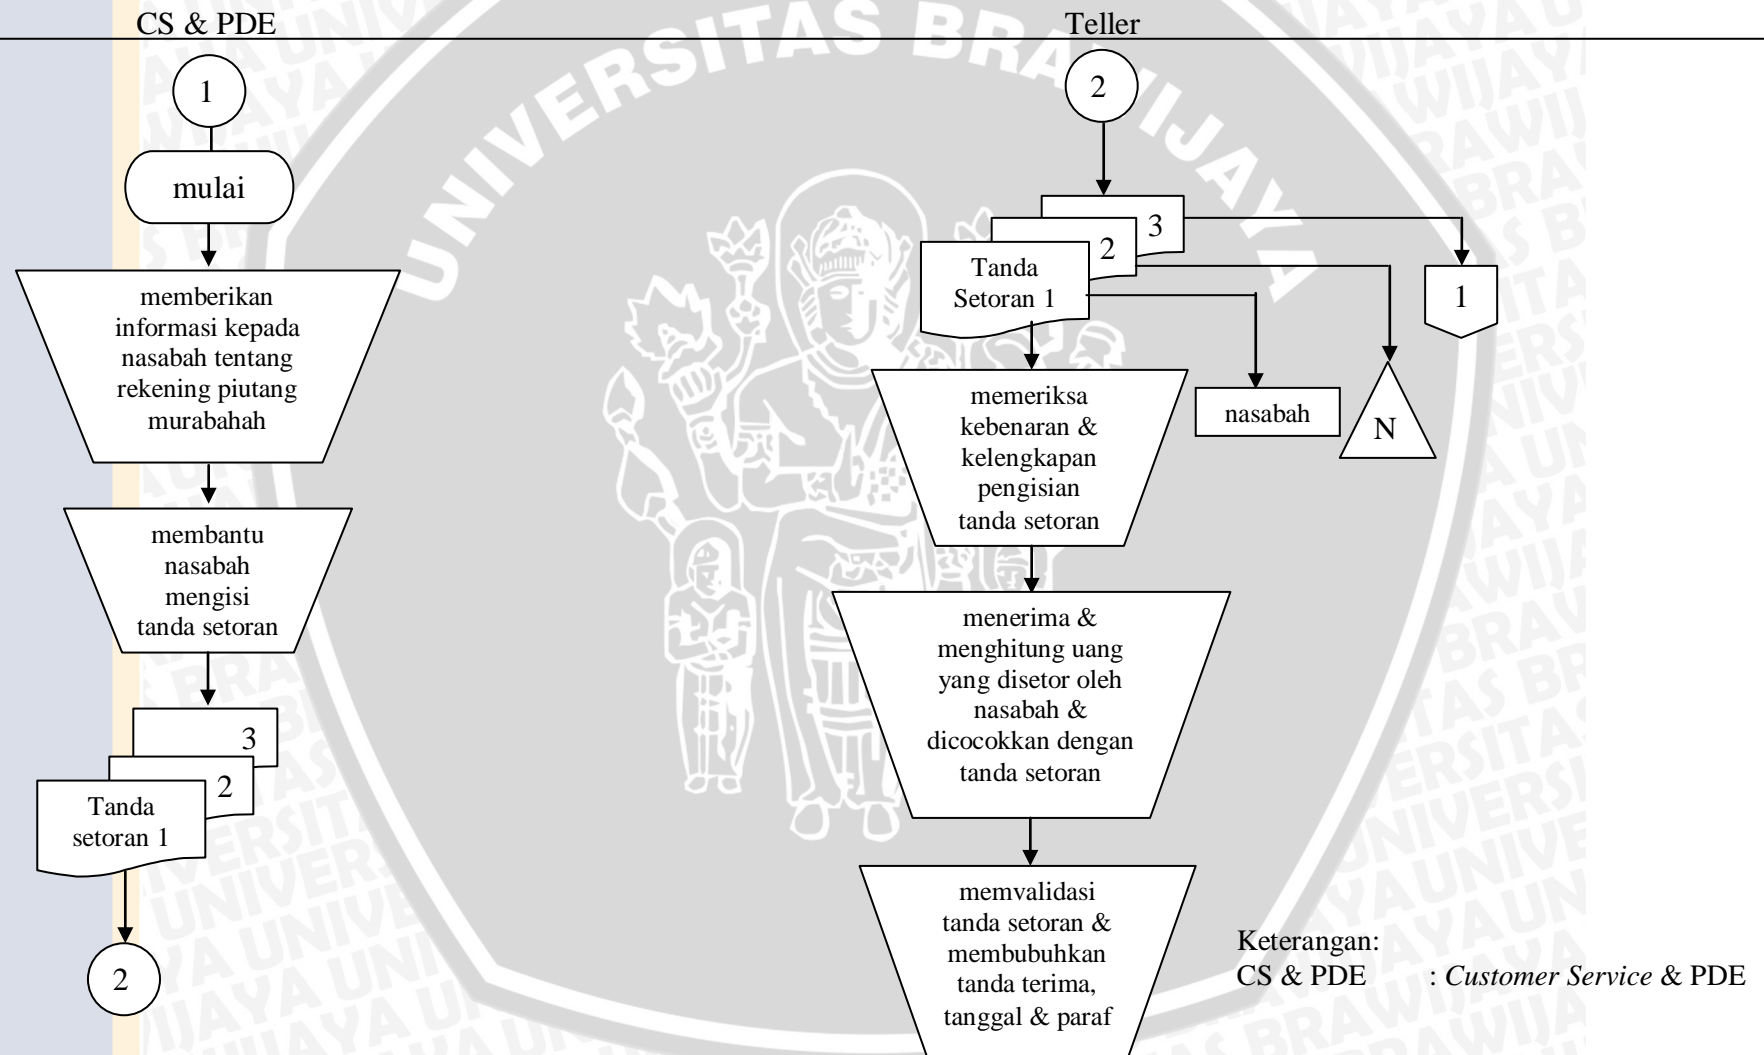 CS & PDE
Teller
1
mulai
memberikan
informasi kepada
nasabah tentang
rekening piutang
murabahah
membantu
nasabah
mengisi
tanda setoran
3
2
Tanda
setoran 1
2
2
3
2
Tanda
Setoran 1
1
nasabah
N
memeriksa
kebenaran &
kelengkapan
pengisian
tanda setoran
menerima &
menghitung uang
yang disetor oleh
nasabah &
dicocokkan dengan
tanda setoran
memvalidasi
tanda setoran &
membubuhkan
tanda terima,
tanggal & paraf
Keterangan:
CS & PDE : Customer Service & PDE
UNIVERSITAS BRAWIJAYA